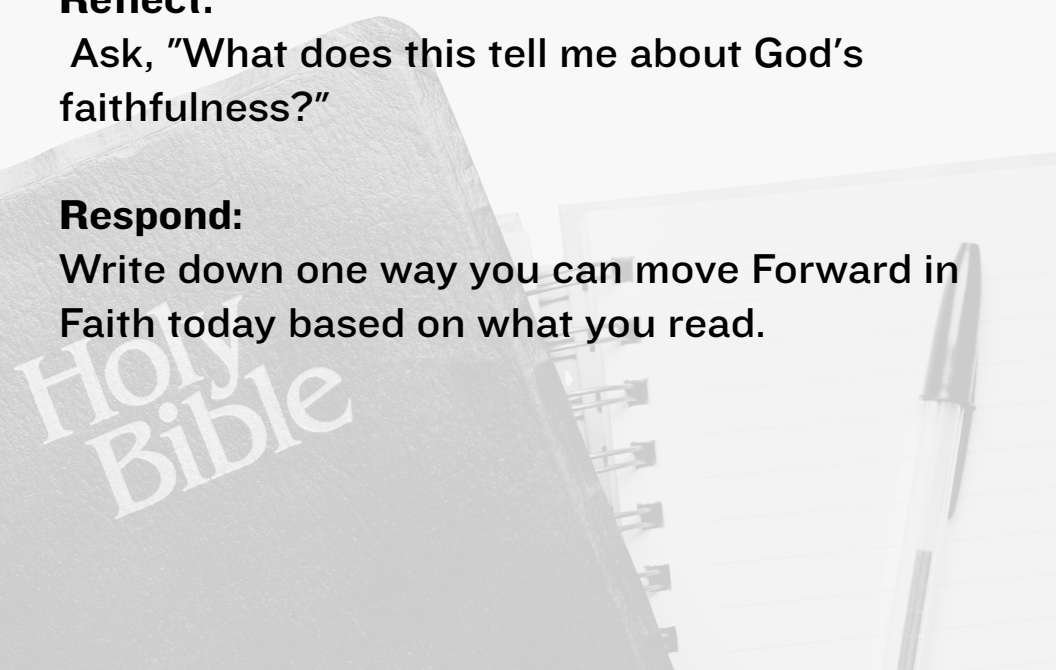 Reflect:
Ask, "What does this tell me about God's
faithfulness?"
Respond:
Write down one way you can move Forward in
Faith today based on what you read.
Holy
Bible